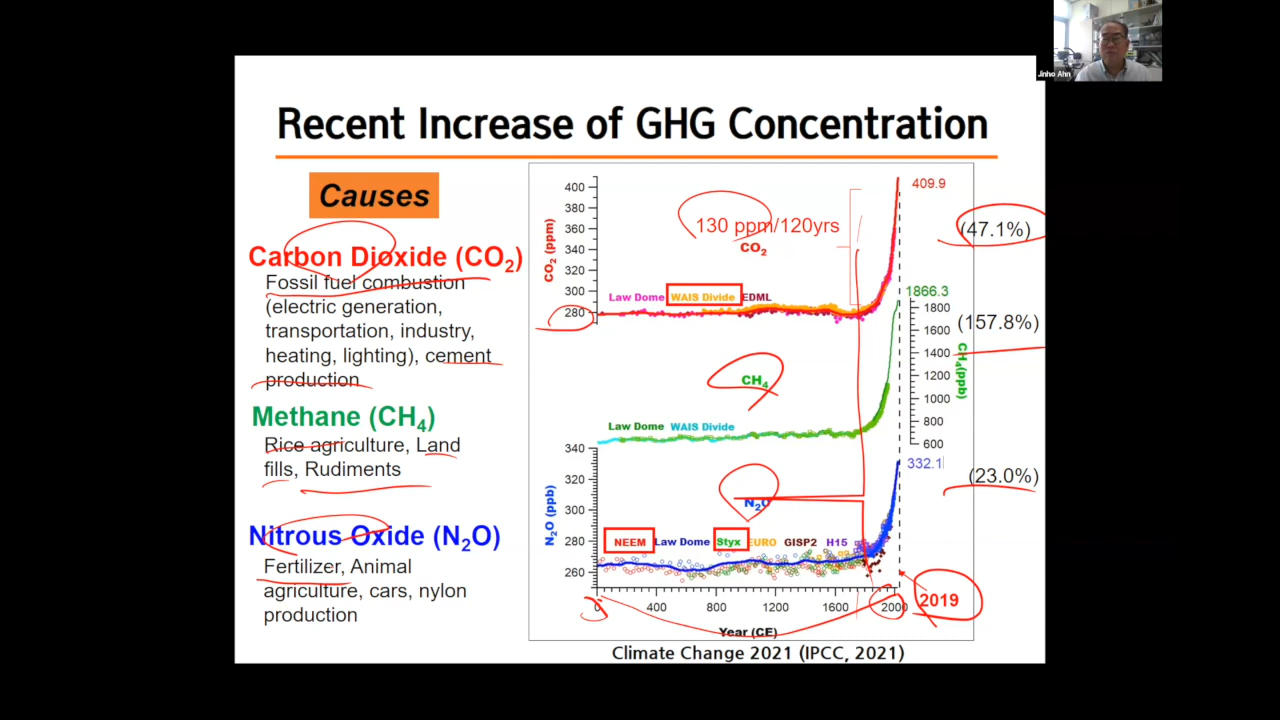 Jinho Ahn
Recent Increase of GHG Concentration
Causes
Carbon Dioxide (CO2)
Fossil fuel combustion
(electric generation,
transportation, industry,
heating, lighting), cement
production
Methane (CH4)
Rice agriculture, Land
fills, Rudiments
Nitrous Oxide (N2O)
Fertilizer, Animal
agriculture, cars, nylon
production
CO2 (ppm)
400
380
360
340
320
300
280
130 ppm/120yrs
CO2
Law Dome WAIS Divide EDML
409.9
(47.1%)
1866.3
(157.8%)
1800
1600
1400
1200
1000
800
600
CH4(ppb)
CH4
Law Dome WAIS Divide
N2O (ppb)
340
320
300
280
260
332.1
(23.0%)
N2O
NEEM Law Dome Styx EURO GISP2 H15
0 400 800 1200 1600 2000
2019
Year (CE)
Climate Change 2021 (IPCC, 2021)